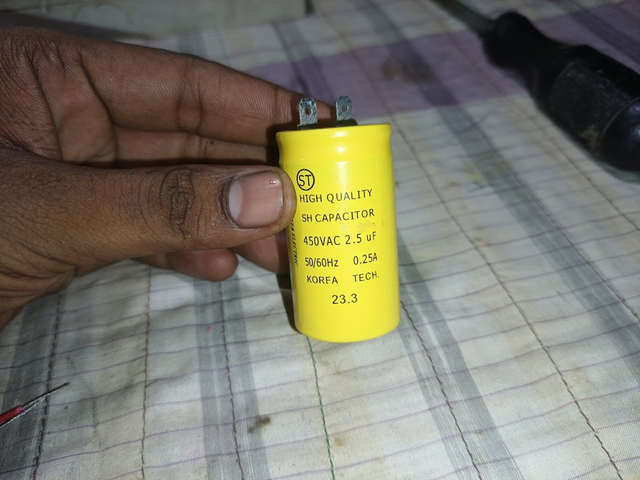 ST
HIGH QUALITY
SH CAPACITOR
450VAC 2.5 uF
50/60Hz 0.25A
KORFA TECH.
23.3